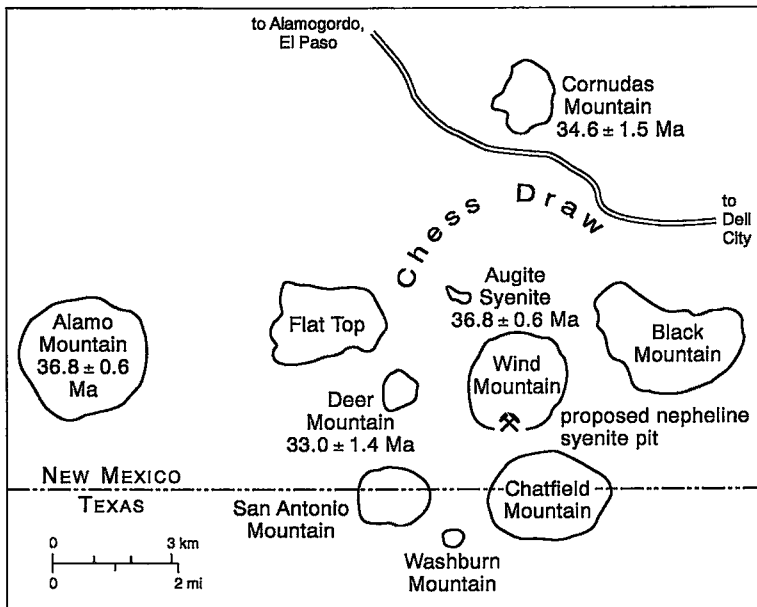 to Alamogordo,
El Paso
Cornudas
Mountain
34.6 ± 1.5 Ma
to
Dell
City
Chess Draw
Augite
Syenite
36.8 ± 0.6 Ma
Alamo
Mountain
36.8 ± 0.6
Ma
Flat Top
Black
Mountain
Wind
Mountain
Deer
Mountain
33.0 ± 1.4 Ma
proposed nepheline
syenite pit
NEW MEXICO
TEXAS
San Antonio
Mountain
Chatfield
Mountain
Washburn
Mountain
0 3 km
0 2 mi